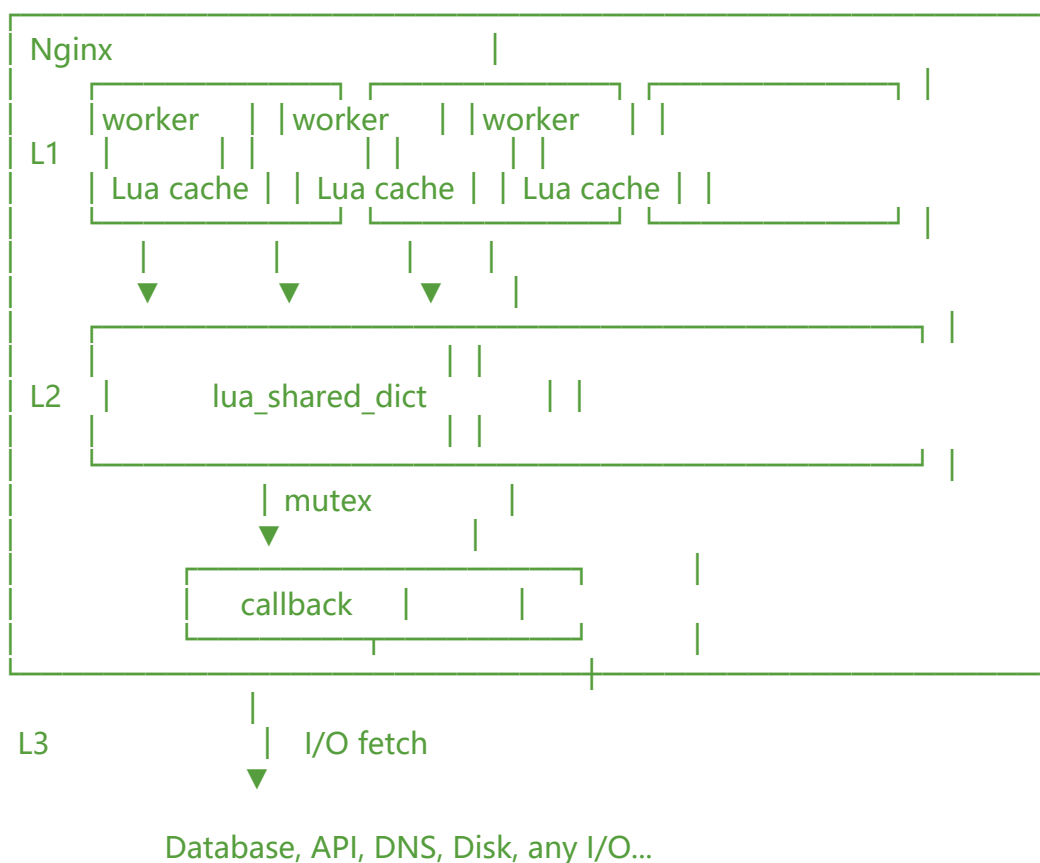 Nginx
worker worker worker
L1
Lua cache Lua cache Lua cache
L2 lua_shared_dict
mutex
callback
L3 I/O fetch
Database, API, DNS, Disk, any I/O...